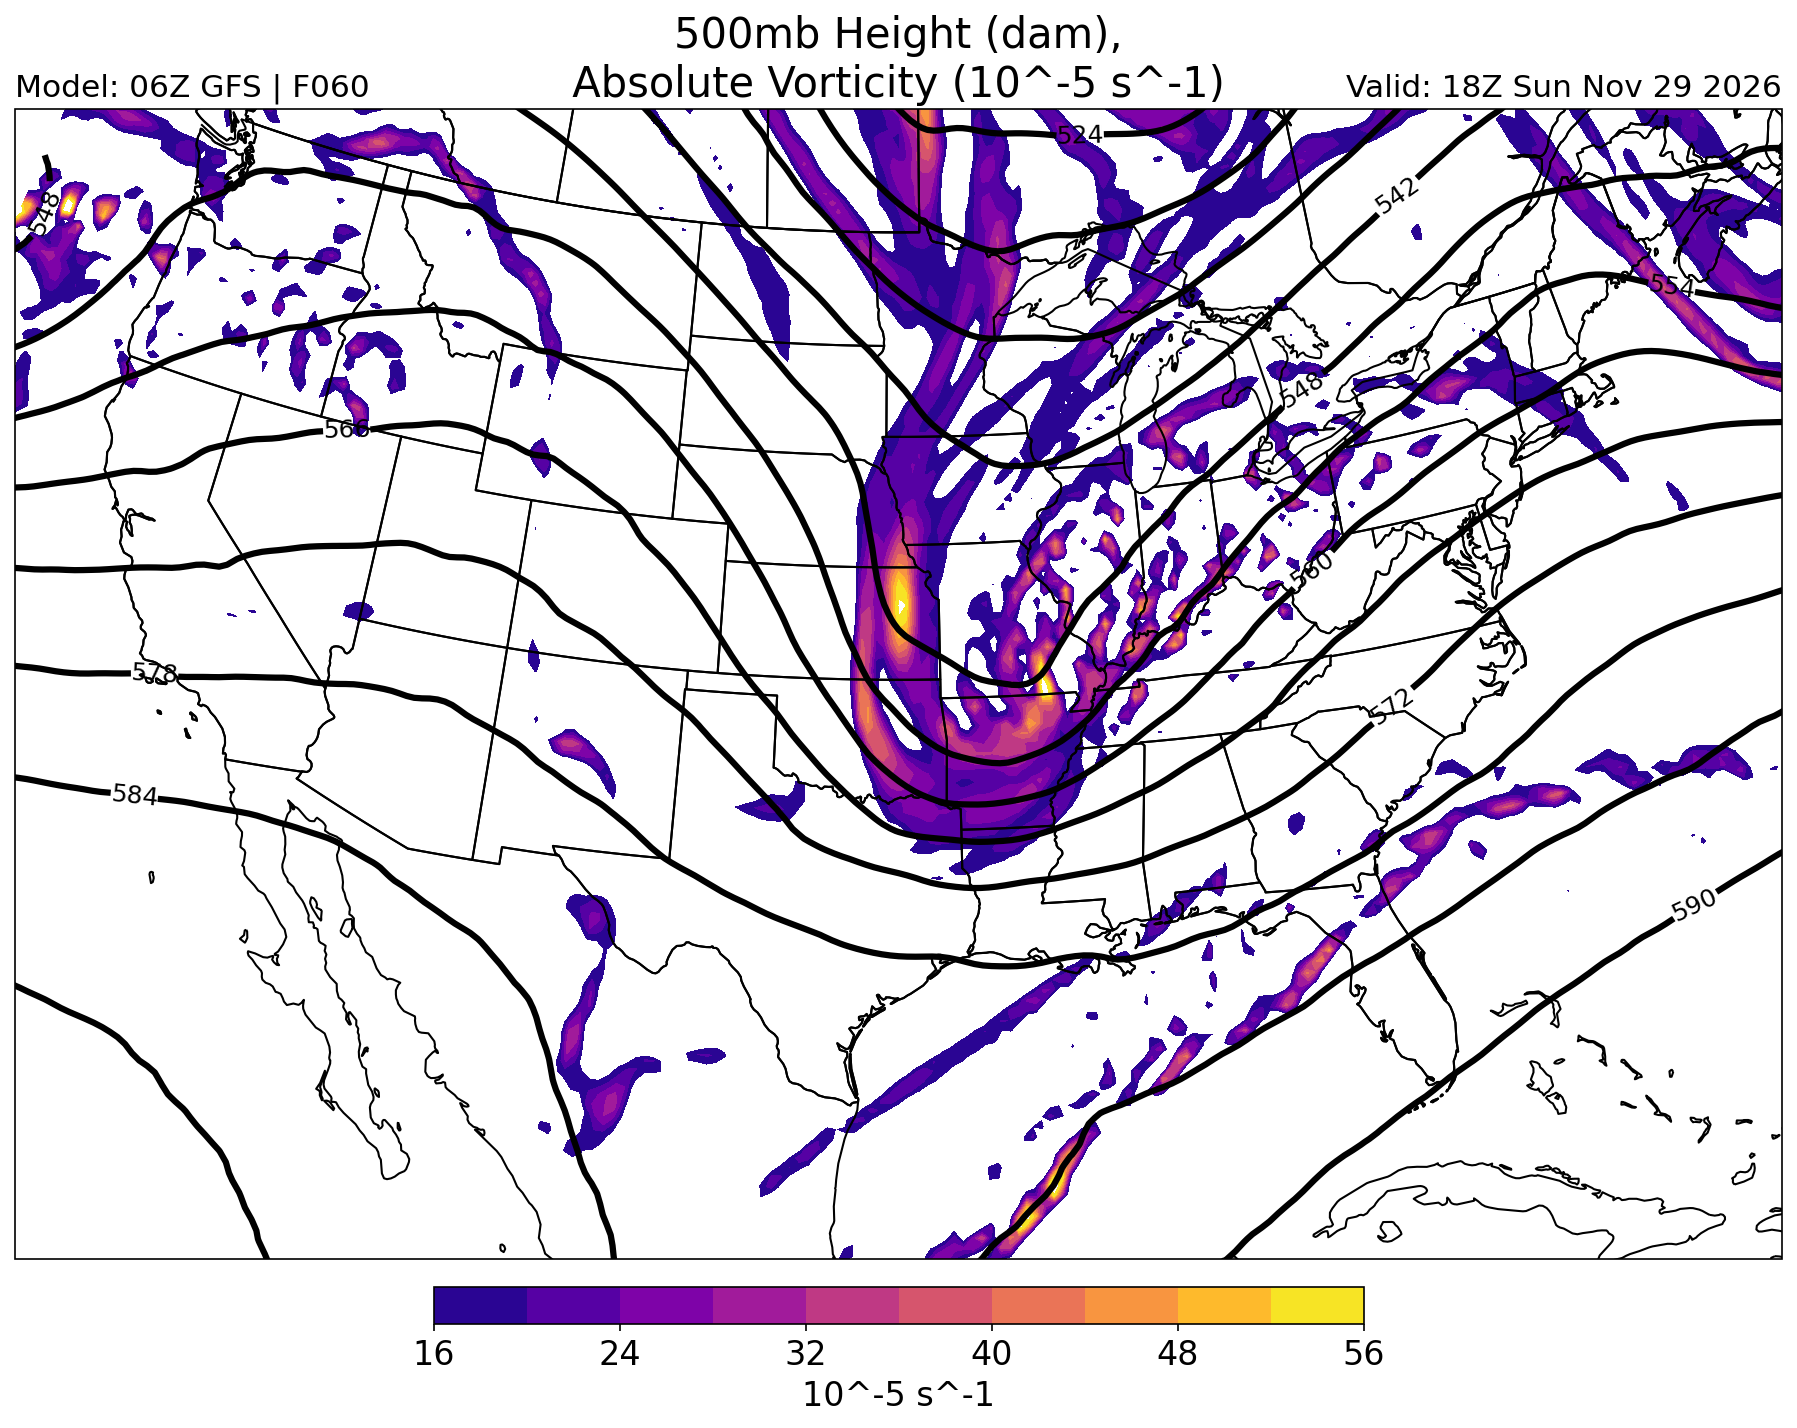 500mb Height (dam),
Absolute Vorticity (10^-5 s^-1)
Model: 06Z GFS | F060
Valid: 18Z Sun Nov 29 2026
524
542
548
554
548
566
560
578
572
584
590
16 24 32 40 48 56
10^-5 s^-1